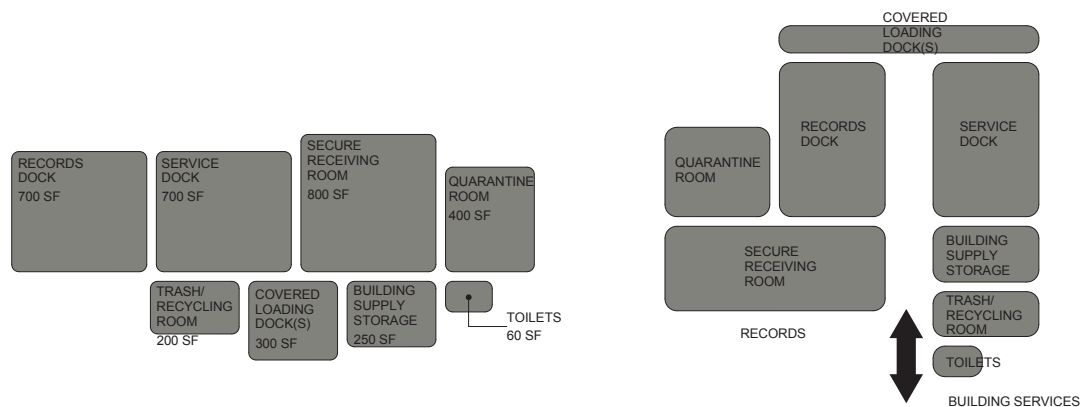 RECORDS
DOCK
700 SF
SERVICE
DOCK
700 SF
SECURE
RECEIVING
ROOM
800 SF
QUARANTINE
ROOM
400 SF
TRASH/
RECYCLING
ROOM
200 SF
COVERED
LOADING
DOCK(S)
300 SF
BUILDING
SUPPLY
STORAGE
250 SF
TOILETS
60 SF
COVERED
LOADING
DOCK(S)
RECORDS
DOCK
SERVICE
DOCK
QUARANTINE
ROOM
SECURE
RECEIVING
ROOM
BUILDING
SUPPLY
STORAGE
TRASH/
RECYCLING
ROOM
TOILETS
RECORDS
BUILDING SERVICES